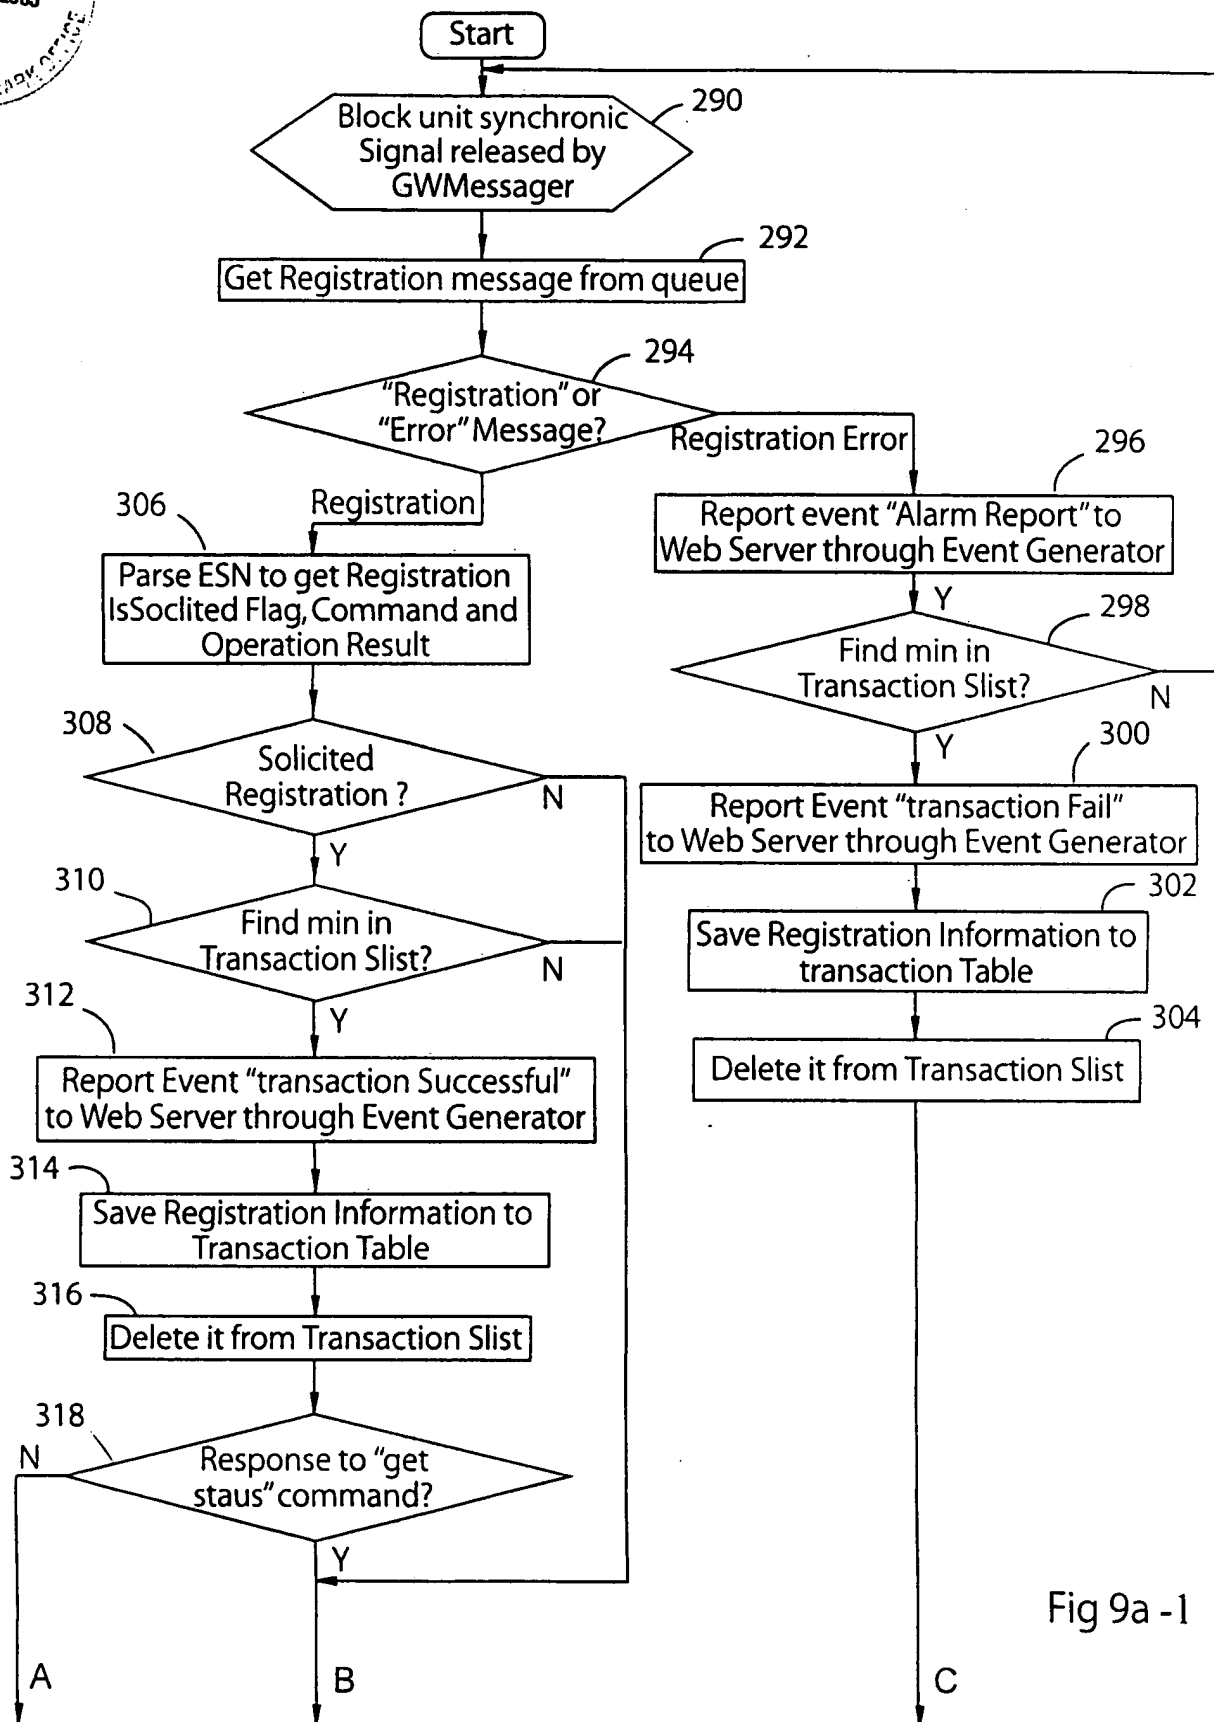 ARK OFFICE
Start
290
Block unit synchronic
Signal released by
GWMessager
292
Get Registration message from queue
294
"Registration" or
"Error" Message?
Registration Error
296
Report event "Alarm Report" to
Web Server through Event Generator
Y
298
Find min in
Transaction Slist?
N
Y
300
Report Event "transaction Fail"
to Web Server through Event Generator
302
Save Registration Information to
transaction Table
304
Delete it from Transaction Slist
Registration
306
Parse ESN to get Registration
IsSoclited Flag, Command and
Operation Result
308
Solicited
Registration ?
N
Y
310
Find min in
Transaction Slist?
N
Y
312
Report Event "transaction Successful"
to Web Server through Event Generator
314
Save Registration Information to
Transaction Table
316
Delete it from Transaction Slist
318
N
Response to "get
staus" command?
Y
A
B
C
Fig 9a -1